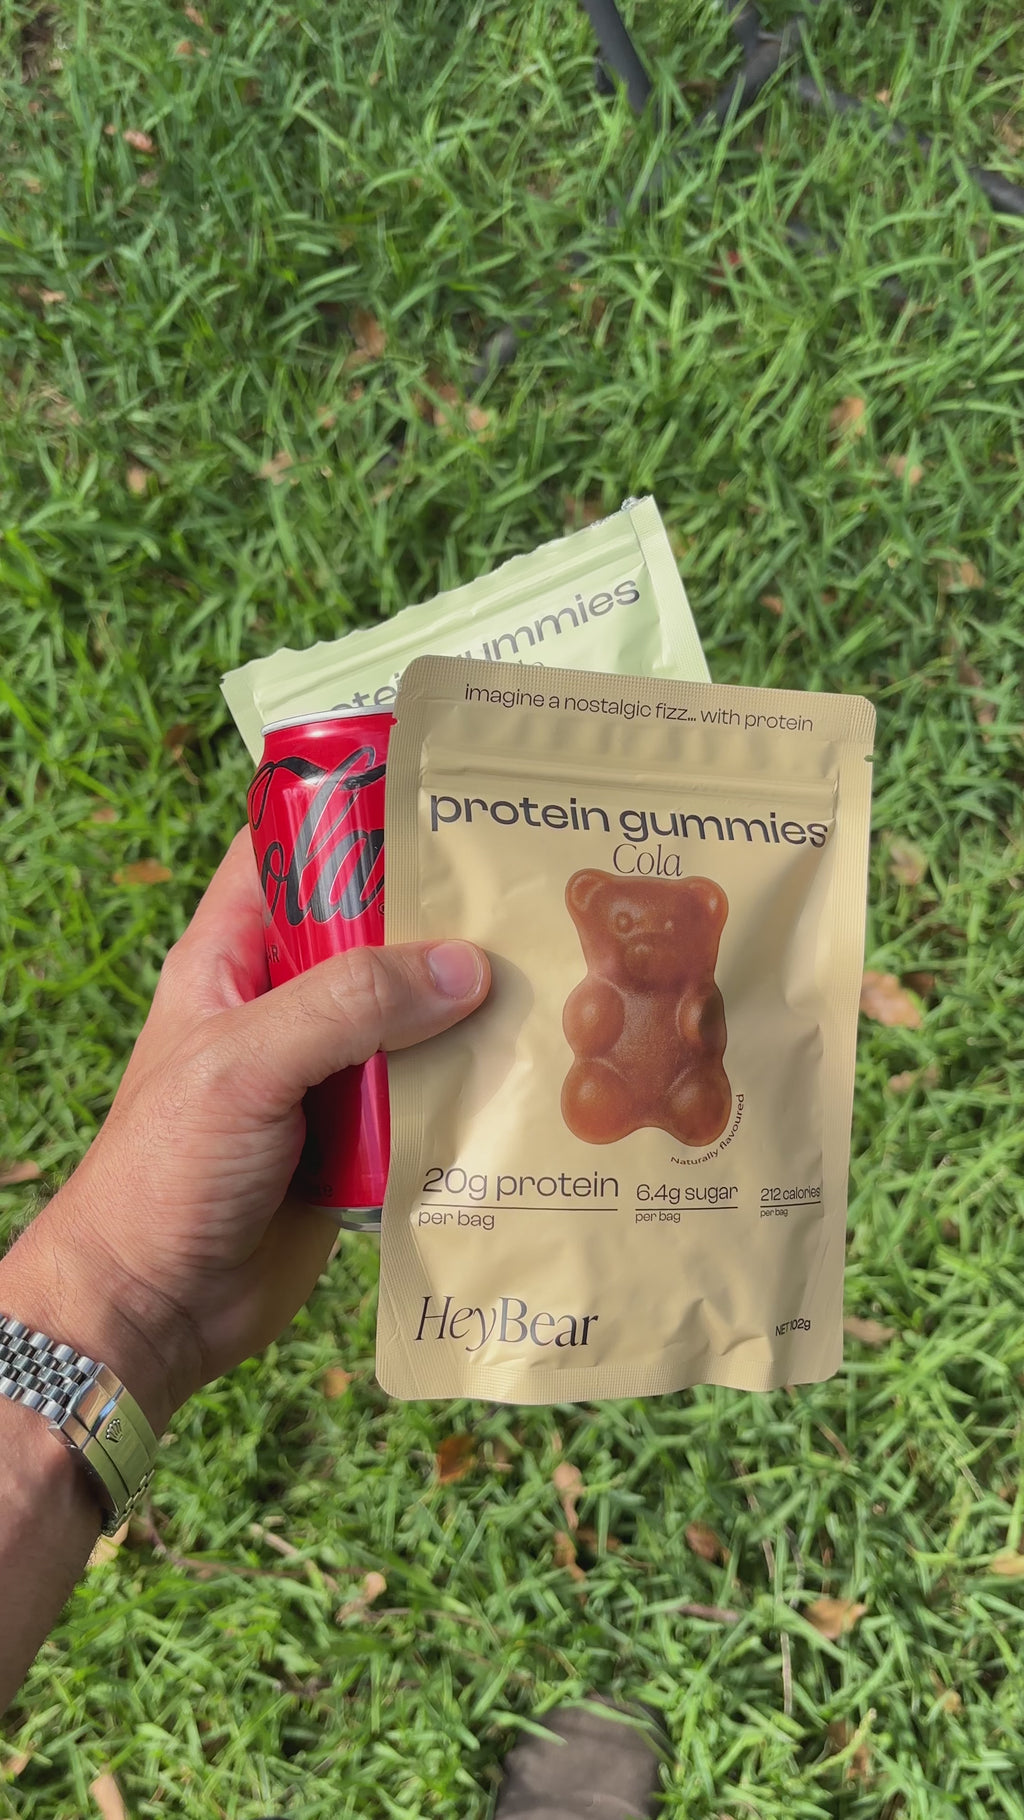 gummies
imagine a nostalgic fizz... with protein
protein gummies
Cola
Naturally flavoured
20g protein
per bag
6.4g sugar
per bag
212 calories
per bag
HeyBear
NET 102g